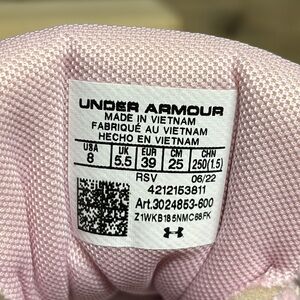 UNDER ARMOUR
MADE IN VIETNAM
FABRIQUÉ AU VIETNAM
HECHO EN VIETNAM
USA UK EUR CM CHN
8 5.5 39 25 250(1.5)
RSV 06/22
4212153811
Art.3024853-600
Z1WKB185NMC68FK